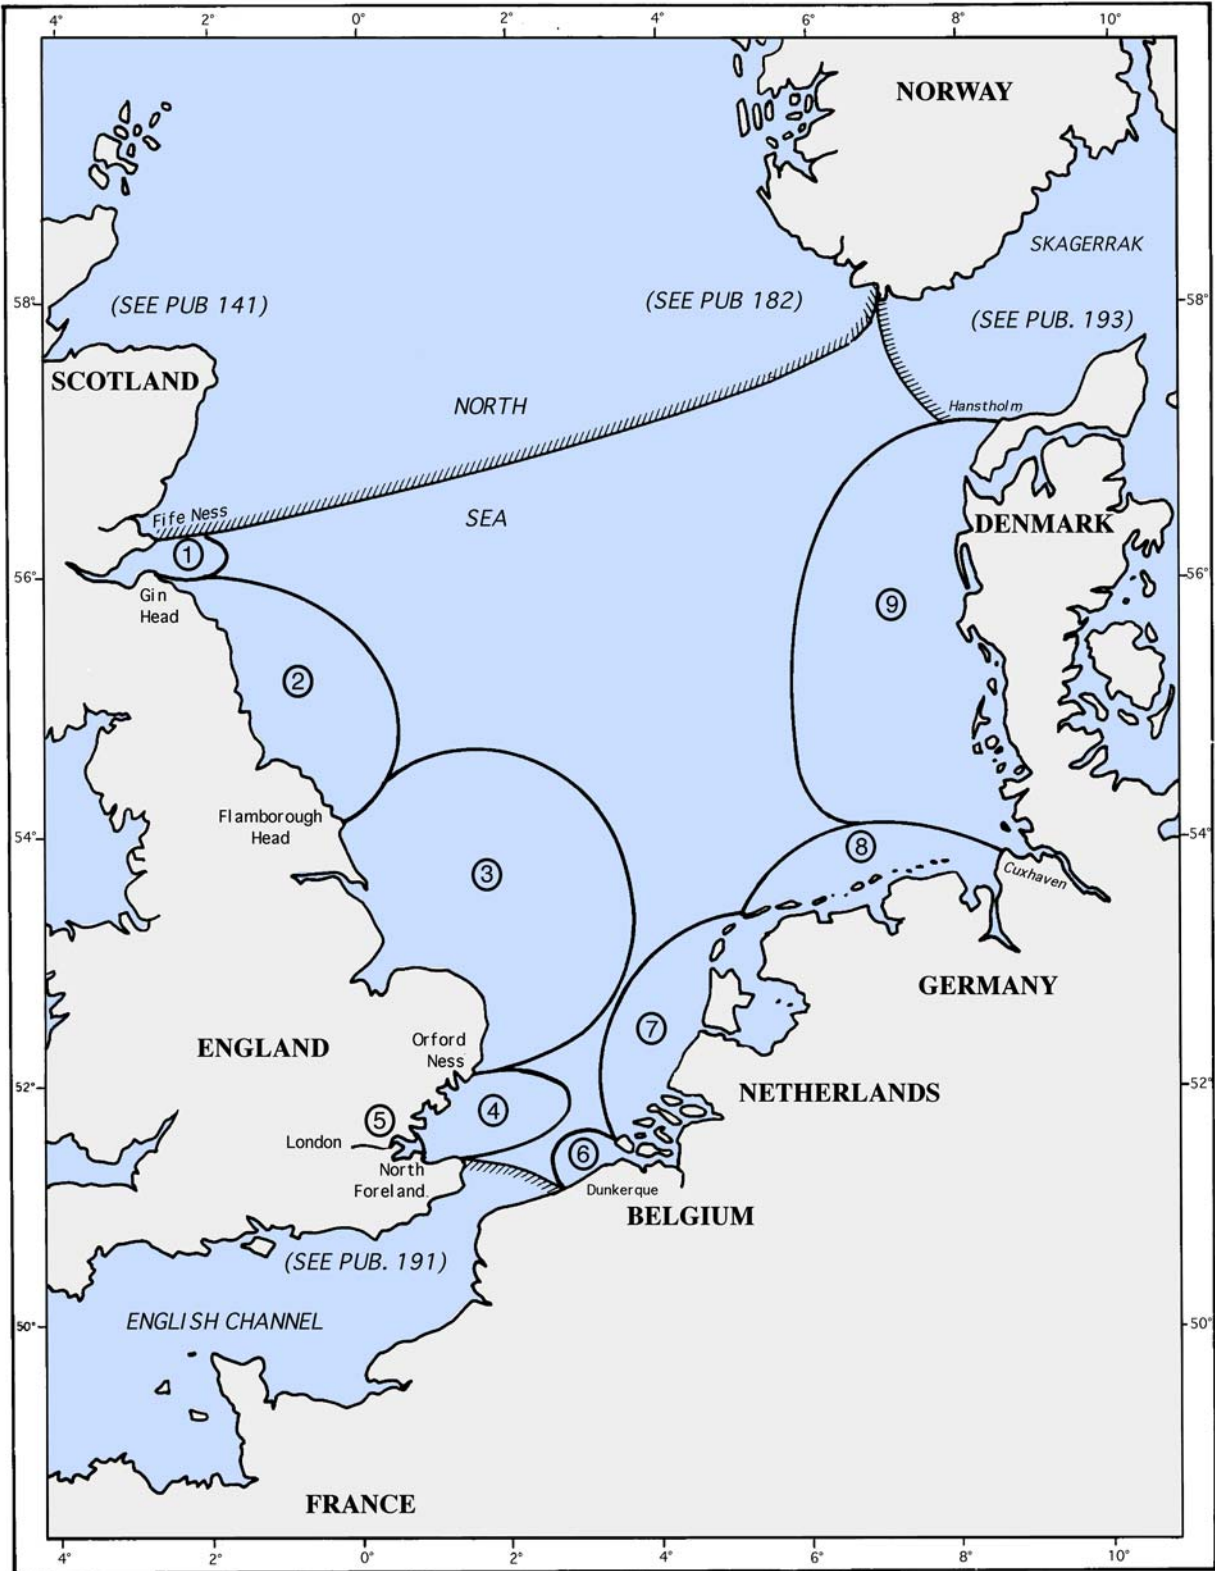 4° 2° 0° 2° 4° 6° 8° 10°
NORWAY
SKAGERRAK
58° (SEE PUB 141) (SEE PUB 182) 58°
(SEE PUB. 193)
SCOTLAND
NORTH
Hanstholm
SEA
Fife Ness
DENMARK
1
56° 56°
Gin
Head
9
2
Flamborough
Head
54° 54°
8
3
Cuxhaven
GERMANY
7
ENGLAND
Orford
Ness
52° 52°
NETHERLANDS
4
5
London
6
North
Foreland.
Dunkerque
BELGIUM
(SEE PUB. 191)
ENGLISH CHANNEL
50° 50°
FRANCE
4° 2° 0° 2° 4° 6° 8° 10°